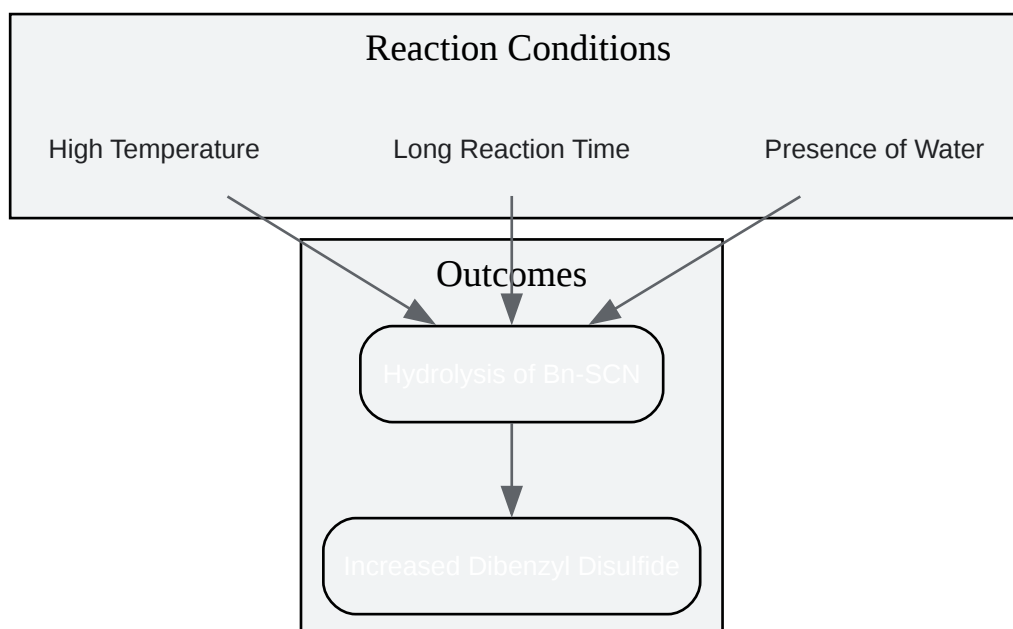 Reaction Conditions
High Temperature
Long Reaction Time
Presence of Water
Outcomes
Hydrolysis of Bn-SCN
Increased Dibenzyl Disulfide